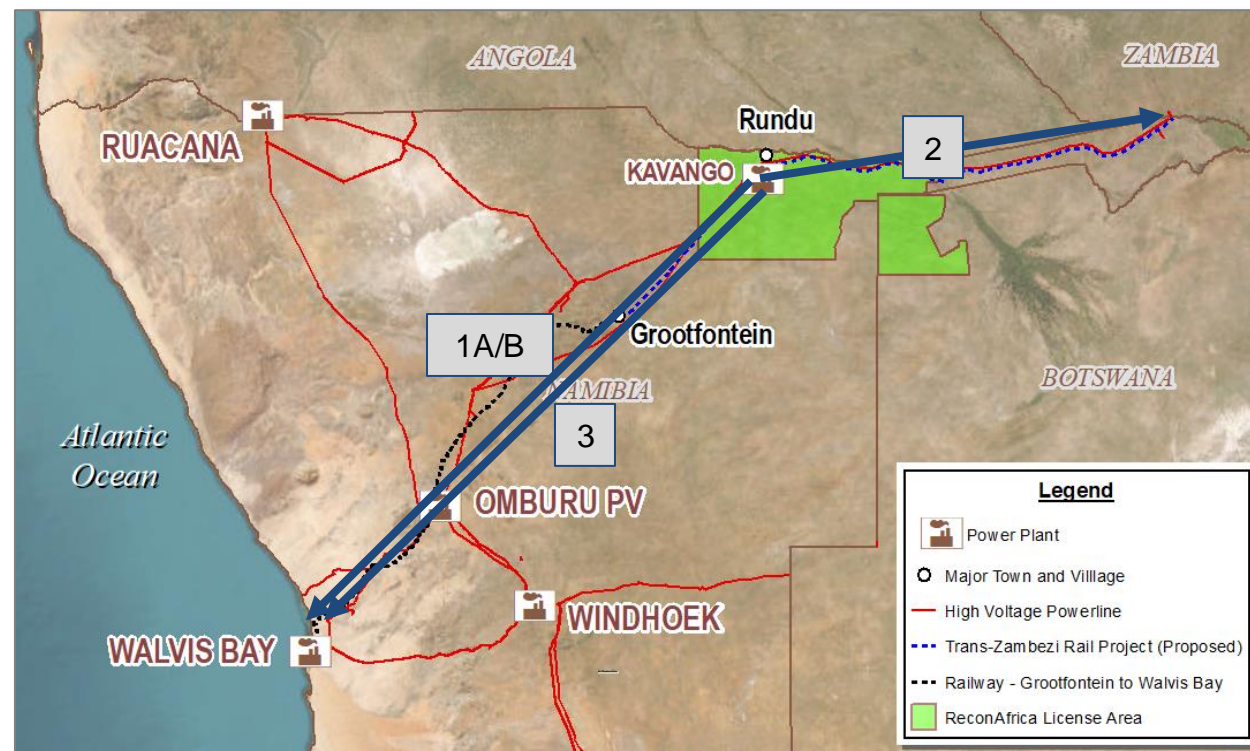 ANGOLA
ZAMBIA
RUACANA
Rundu
2
KAVANGO
Grootfontein
1A/B
NAMIBIA
BOTSWANA
3
Atlantic
Ocean
OMBURU PV
WINDHOEK
WALVIS BAY
Legend
Power Plant
Major Town and Villlage
High Voltage Powerline
Trans-Zambezi Rail Project (Proposed)
Railway - Grootfontein to Walvis Bay
ReconAfrica License Area